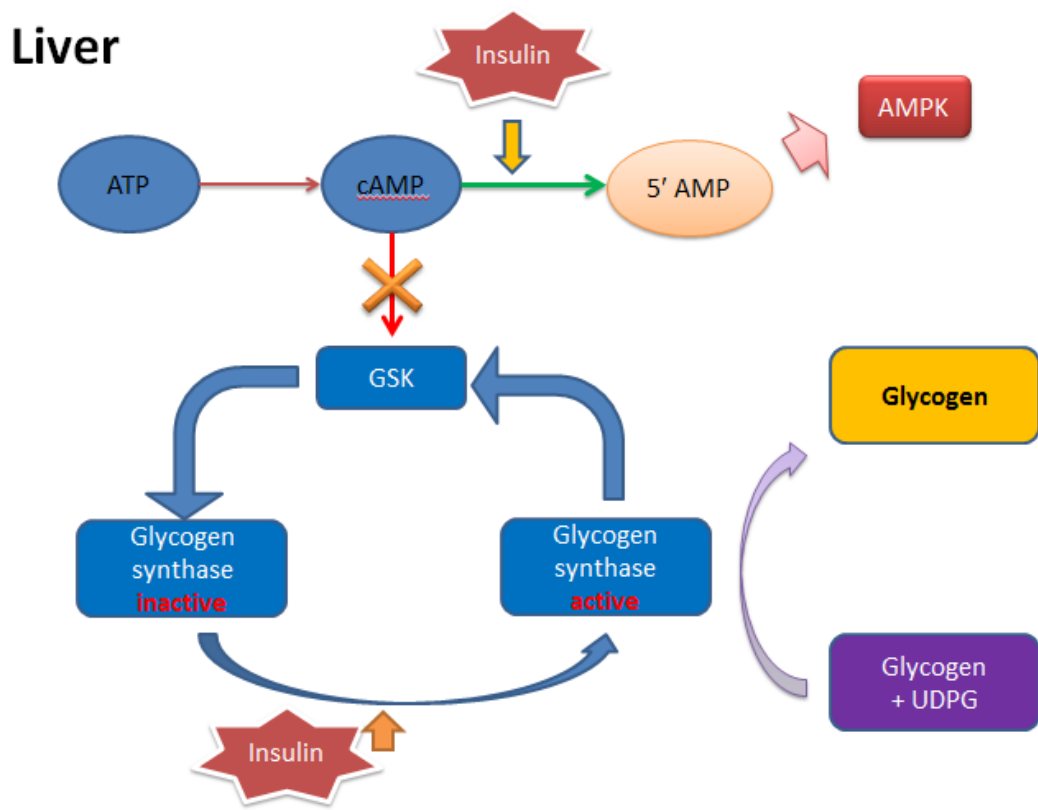 Liver
Insulin
AMPK
ATP
cAMP
5′ AMP
GSK
Glycogen
Glycogen
synthase
inactive
Glycogen
synthase
active
Glycogen
+ UDPG
Insulin